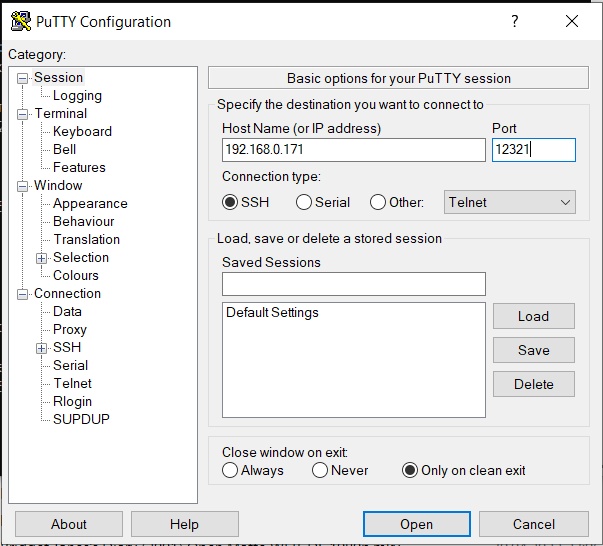 PuTTY Configuration ?
Category:
Session
Logging
Terminal
Keyboard
Bell
Features
Window
Appearance
Behaviour
Translation
Selection
Colours
Connection
Data
Proxy
SSH
Serial
Telnet
Rlogin
SUPDUP
Basic options for your PuTTY session
Specify the destination you want to connect to
Host Name (or IP address) Port
192.168.0.171 12321
Connection type:
SSH Serial Other: Telnet
Load, save or delete a stored session
Saved Sessions
Default Settings
Load
Save
Delete
Close window on exit:
Always Never Only on clean exit
About Help Open Cancel